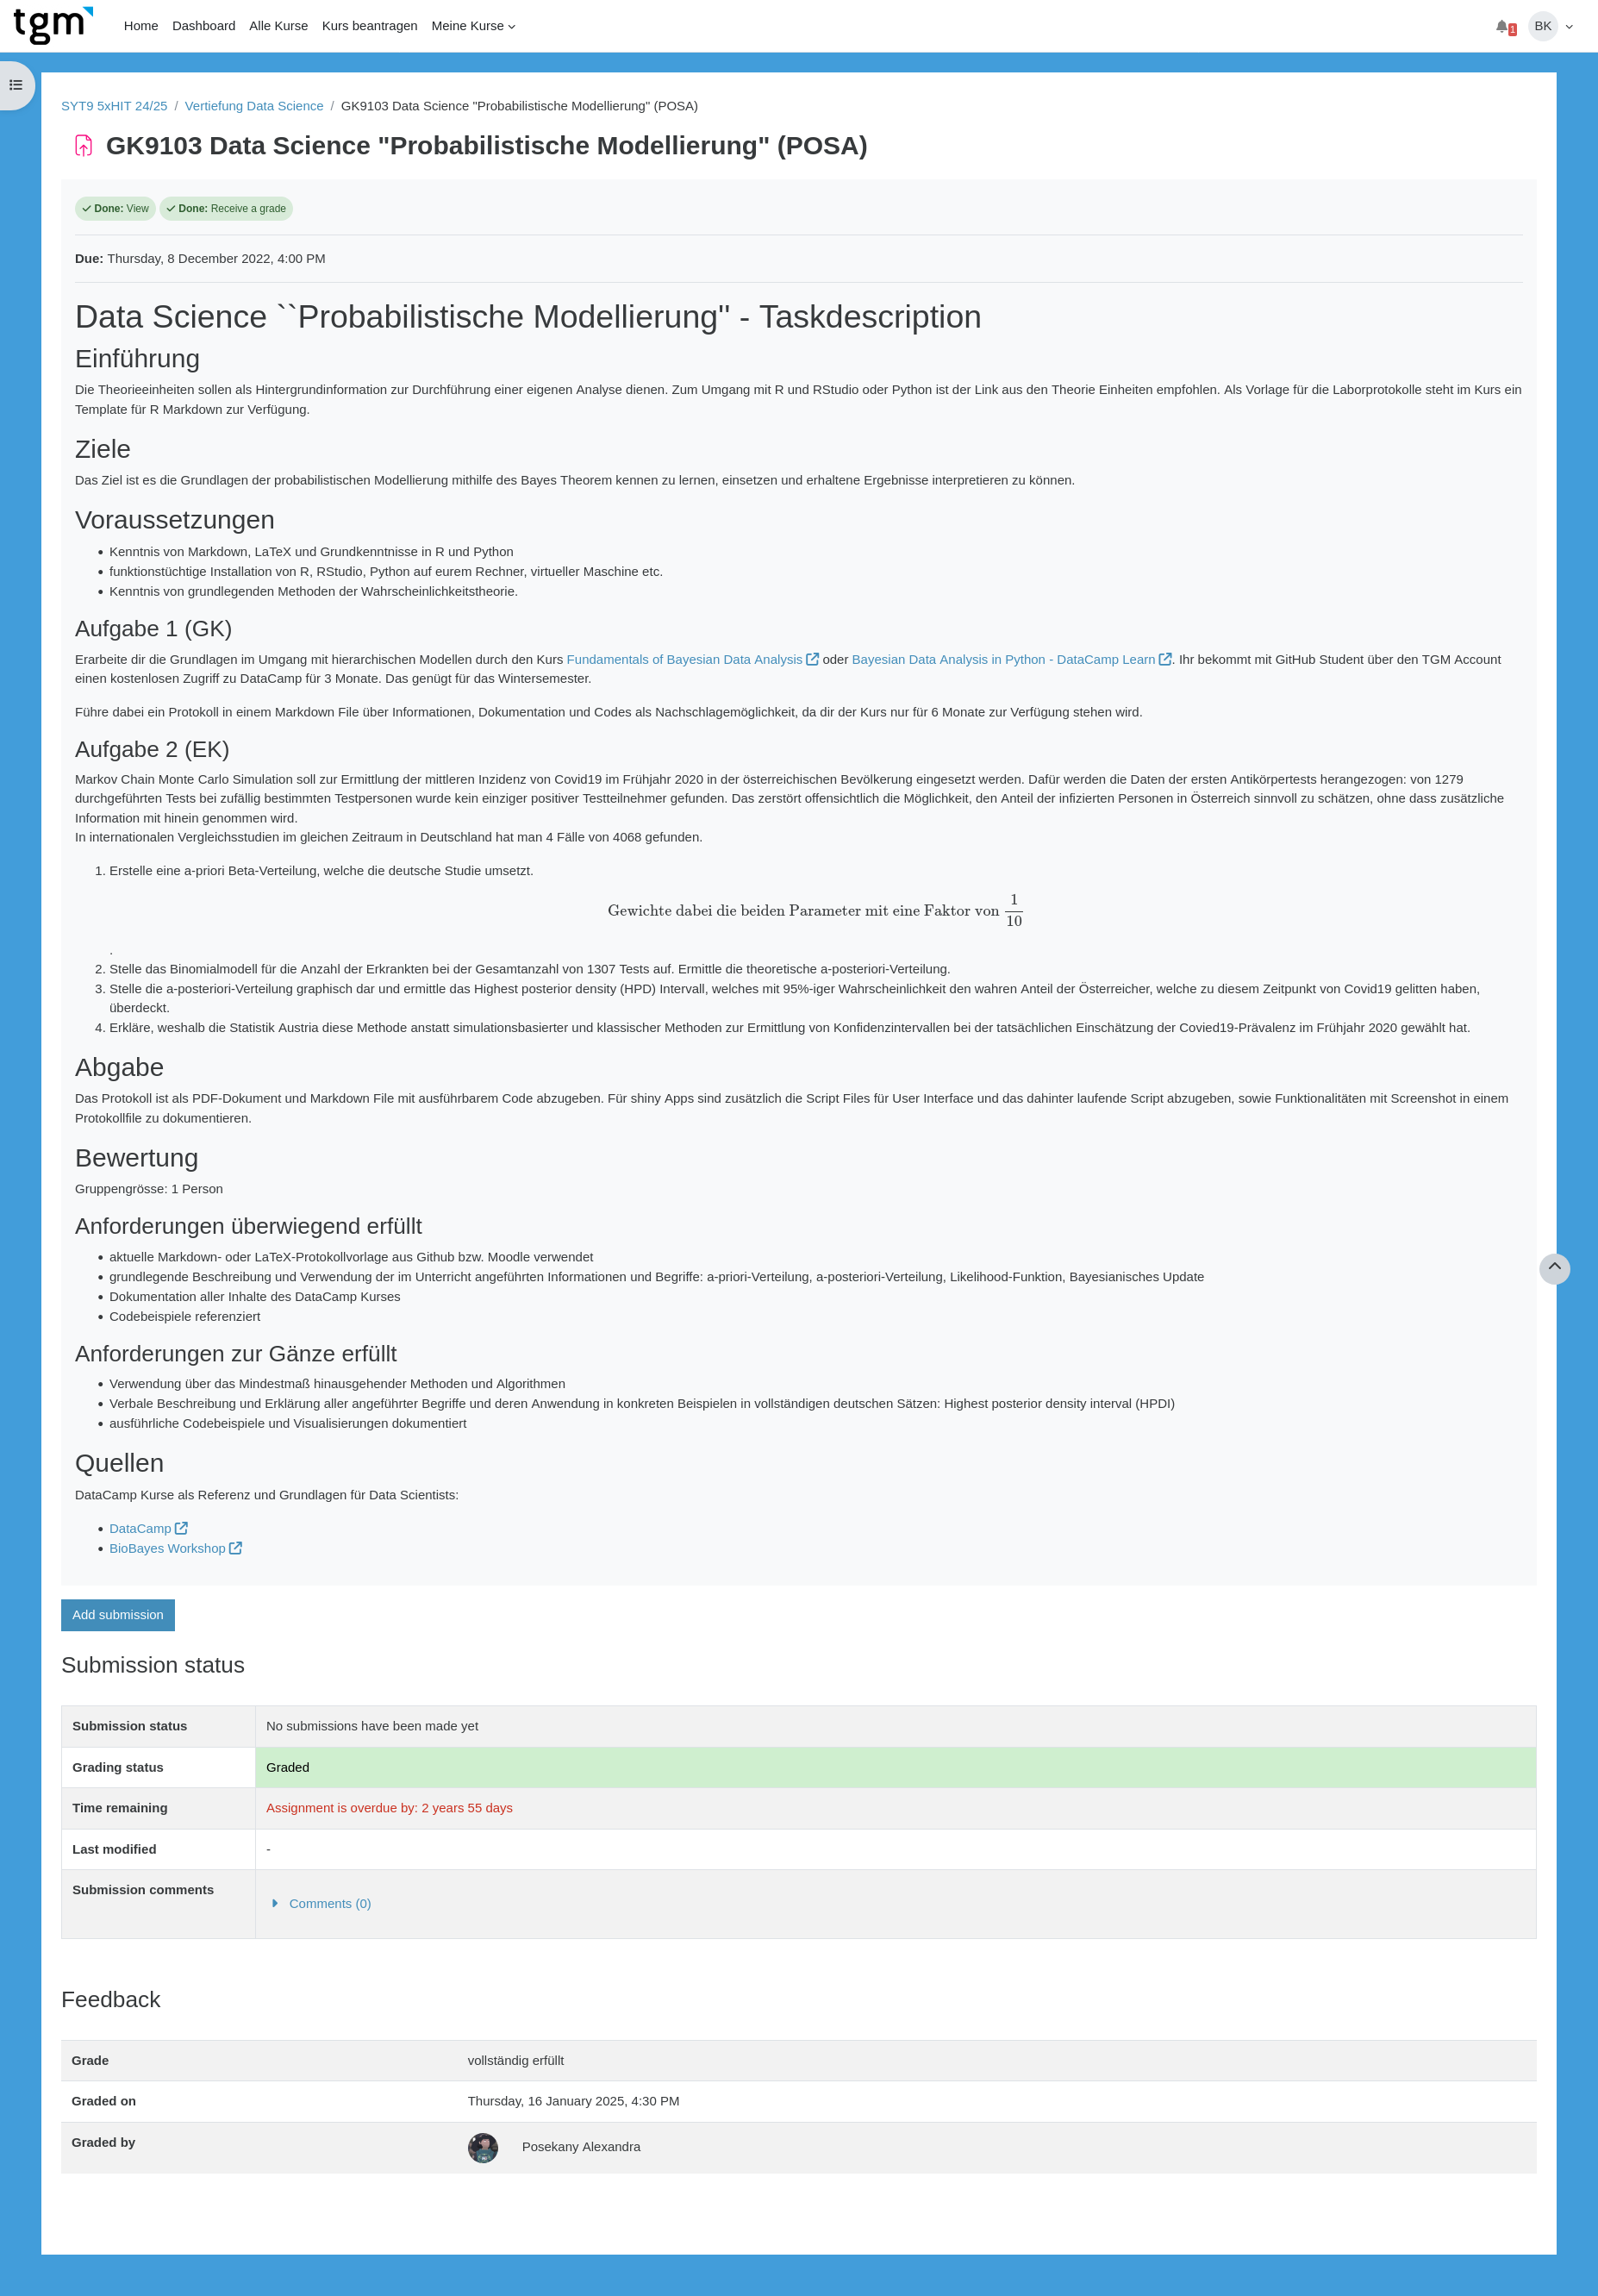 tgm
Home Dashboard Alle Kurse Kurs beantragen Meine Kurse
1 BK
SYT9 5xHIT 24/25 / Vertiefung Data Science / GK9103 Data Science "Probabilistische Modellierung" (POSA)
GK9103 Data Science "Probabilistische Modellierung" (POSA)
Done: View Done: Receive a grade
Due: Thursday, 8 December 2022, 4:00 PM
Data Science ``Probabilistische Modellierung'' - Taskdescription
Einführung
Die Theorieeinheiten sollen als Hintergrundinformation zur Durchführung einer eigenen Analyse dienen. Zum Umgang mit R und RStudio oder Python ist der Link aus den Theorie Einheiten empfohlen. Als Vorlage für die Laborprotokolle steht im Kurs ein
Template für R Markdown zur Verfügung.
Ziele
Das Ziel ist es die Grundlagen der probabilistischen Modellierung mithilfe des Bayes Theorem kennen zu lernen, einsetzen und erhaltene Ergebnisse interpretieren zu können.
Voraussetzungen
• Kenntnis von Markdown, LaTeX und Grundkenntnisse in R und Python
• funktionstüchtige Installation von R, RStudio, Python auf eurem Rechner, virtueller Maschine etc.
• Kenntnis von grundlegenden Methoden der Wahrscheinlichkeitstheorie.
Aufgabe 1 (GK)
Erarbeite dir die Grundlagen im Umgang mit hierarchischen Modellen durch den Kurs Fundamentals of Bayesian Data Analysis oder Bayesian Data Analysis in Python - DataCamp Learn. Ihr bekommt mit GitHub Student über den TGM Account
einen kostenlosen Zugriff zu DataCamp für 3 Monate. Das genügt für das Wintersemester.
Führe dabei ein Protokoll in einem Markdown File über Informationen, Dokumentation und Codes als Nachschlagemöglichkeit, da dir der Kurs nur für 6 Monate zur Verfügung stehen wird.
Aufgabe 2 (EK)
Markov Chain Monte Carlo Simulation soll zur Ermittlung der mittleren Inzidenz von Covid19 im Frühjahr 2020 in der österreichischen Bevölkerung eingesetzt werden. Dafür werden die Daten der ersten Antikörpertests herangezogen: von 1279
durchgeführten Tests bei zufällig bestimmten Testpersonen wurde kein einziger positiver Testteilnehmer gefunden. Das zerstört offensichtlich die Möglichkeit, den Anteil der infizierten Personen in Österreich sinnvoll zu schätzen, ohne dass zusätzliche
Information mit hinein genommen wird.
In internationalen Vergleichsstudien im gleichen Zeitraum in Deutschland hat man 4 Fälle von 4068 gefunden.
1. Erstelle eine a-priori Beta-Verteilung, welche die deutsche Studie umsetzt.
Gewichte dabei die beiden Parameter mit eine Faktor von 1/10
.
2. Stelle das Binomialmodell für die Anzahl der Erkrankten bei der Gesamtanzahl von 1307 Tests auf. Ermittle die theoretische a-posteriori-Verteilung.
3. Stelle die a-posteriori-Verteilung graphisch dar und ermittle das Highest posterior density (HPD) Intervall, welches mit 95%-iger Wahrscheinlichkeit den wahren Anteil der Österreicher, welche zu diesem Zeitpunkt von Covid19 gelitten haben,
überdeckt.
4. Erkläre, weshalb die Statistik Austria diese Methode anstatt simulationsbasierter und klassischer Methoden zur Ermittlung von Konfidenzintervallen bei der tatsächlichen Einschätzung der Covied19-Prävalenz im Frühjahr 2020 gewählt hat.
Abgabe
Das Protokoll ist als PDF-Dokument und Markdown File mit ausführbarem Code abzugeben. Für shiny Apps sind zusätzlich die Script Files für User Interface und das dahinter laufende Script abzugeben, sowie Funktionalitäten mit Screenshot in einem
Protokollfile zu dokumentieren.
Bewertung
Gruppengrösse: 1 Person
Anforderungen überwiegend erfüllt
• aktuelle Markdown- oder LaTeX-Protokollvorlage aus Github bzw. Moodle verwendet
• grundlegende Beschreibung und Verwendung der im Unterricht angeführten Informationen und Begriffe: a-priori-Verteilung, a-posteriori-Verteilung, Likelihood-Funktion, Bayesianisches Update
• Dokumentation aller Inhalte des DataCamp Kurses
• Codebeispiele referenziert
Anforderungen zur Gänze erfüllt
• Verwendung über das Mindestmaß hinausgehender Methoden und Algorithmen
• Verbale Beschreibung und Erklärung aller angeführter Begriffe und deren Anwendung in konkreten Beispielen in vollständigen deutschen Sätzen: Highest posterior density interval (HPDI)
• ausführliche Codebeispiele und Visualisierungen dokumentiert
Quellen
DataCamp Kurse als Referenz und Grundlagen für Data Scientists:
• DataCamp
• BioBayes Workshop
Add submission
Submission status
Submission status No submissions have been made yet
Grading status Graded
Time remaining Assignment is overdue by: 2 years 55 days
Last modified -
Submission comments Comments (0)
Feedback
Grade vollständig erfüllt
Graded on Thursday, 16 January 2025, 4:30 PM
Graded by Posekany Alexandra